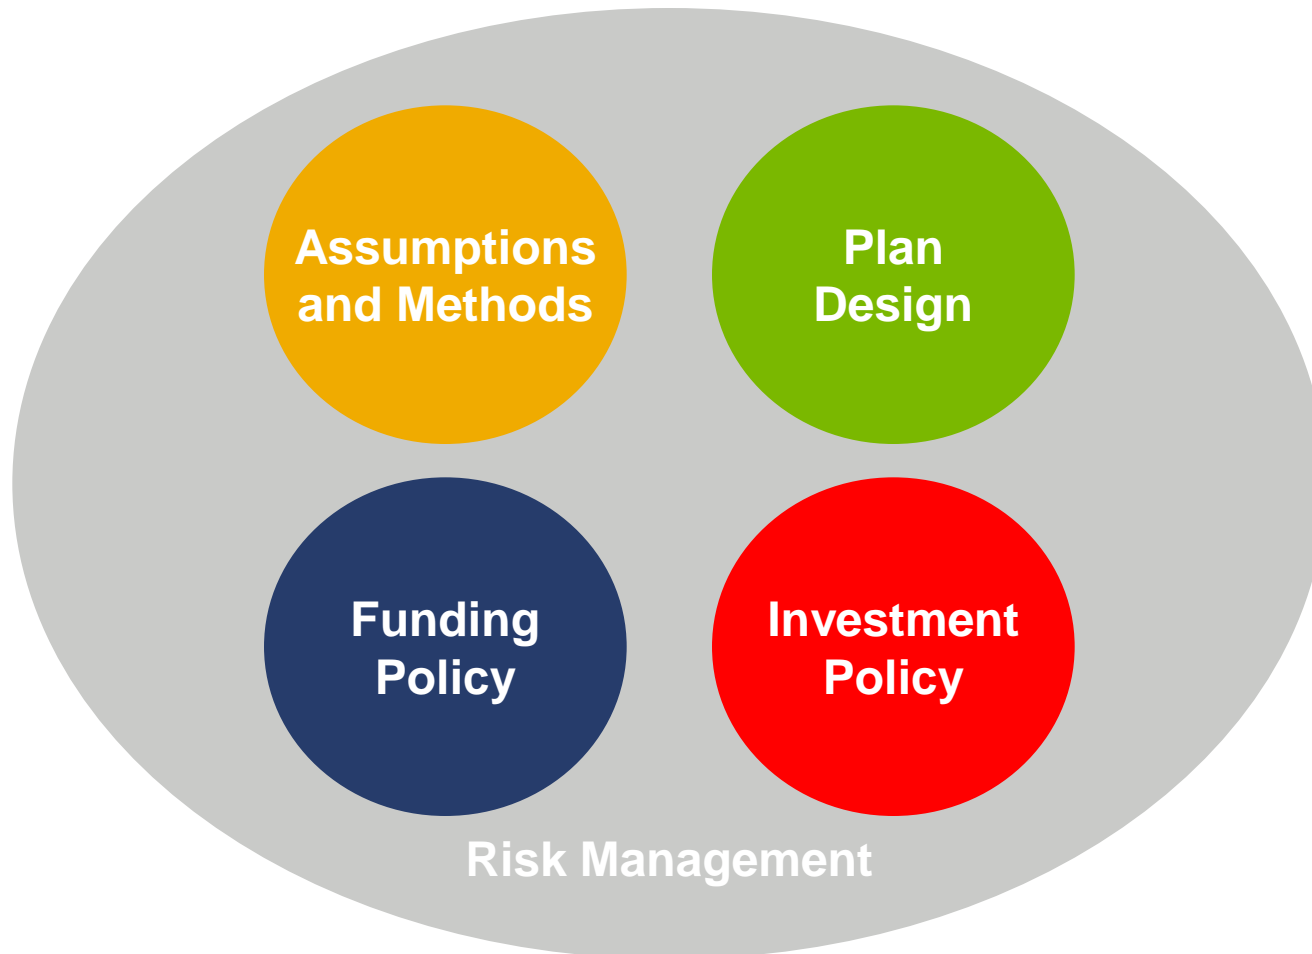 Assumptions
and Methods
Plan
Design
Funding
Policy
Investment
Policy
Risk Management